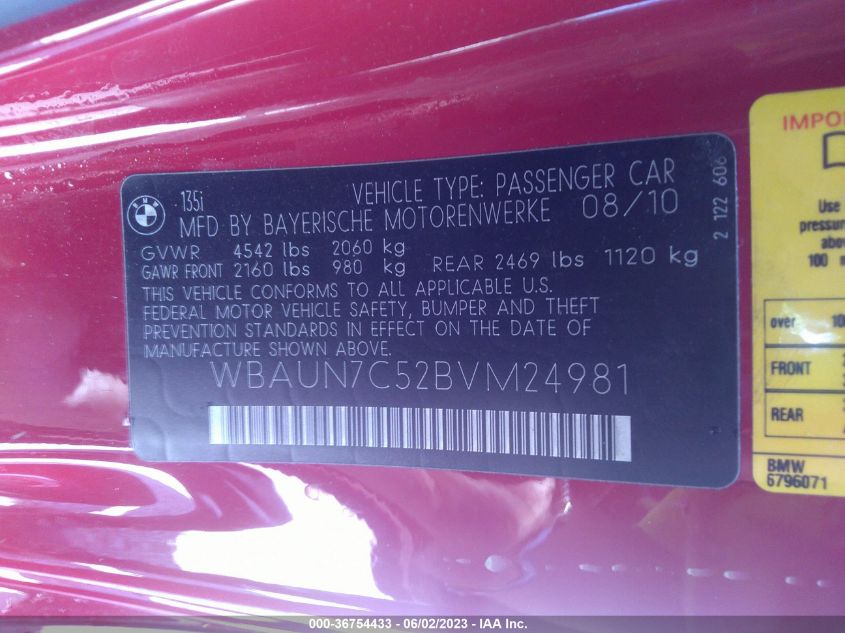 BMW
135i VEHICLE TYPE: PASSENGER CAR
MFD BY BAYERISCHE MOTORENWERKE 08/10
GVWR 4542 lbs 2060 kg
GAWR FRONT 2160 lbs 980 kg REAR 2469 lbs 1120 kg
THIS VEHICLE CONFORMS TO ALL APPLICABLE U.S.
FEDERAL MOTOR VEHICLE SAFETY, BUMPER AND THEFT
PREVENTION STANDARDS IN EFFECT ON THE DATE OF
MANUFACTURE SHOWN ABOVE.
WBAUN7C52BVM24981
2 122 606
IMPO
Use
pressu
abov
100 m
over 10
REAR
BMW
6796071
000-36754433 - 06/02/2023 - IAA Inc.